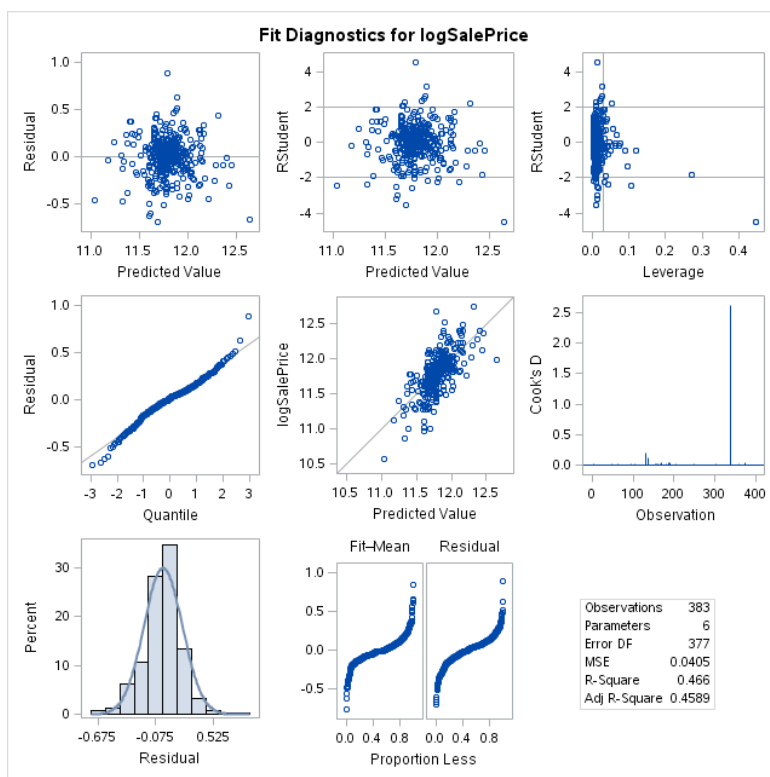 Fit Diagnostics for logSalePrice
1.0
0.5
0.0
-0.5
Residual
11.0 11.5 12.0 12.5
Predicted Value
4
2
0
-2
-4
RStudent
11.0 11.5 12.0 12.5
Predicted Value
4
2
0
-2
-4
RStudent
0.0 0.1 0.2 0.3 0.4
Leverage
1.0
0.5
0.0
-0.5
Residual
-3 -2 -1 0 1 2 3
Quantile
12.5
12.0
11.5
11.0
10.5
logSalePrice
10.5 11.0 11.5 12.0 12.5
Predicted Value
2.5
2.0
1.5
1.0
0.5
0.0
Cook's D
0 100 200 300 400
Observation
30
20
10
0
Percent
-0.675 -0.075 0.525
Residual
Fit–Mean Residual
1.0
0.5
0.0
-0.5
0.0 0.4 0.8 0.0 0.4 0.8
Proportion Less
Observations 383
Parameters 6
Error DF 377
MSE 0.0405
R-Square 0.466
Adj R-Square 0.4589